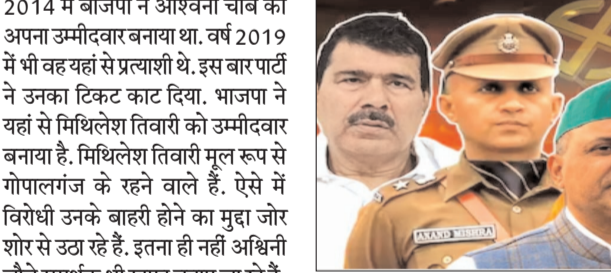 2014 में बीजेपी ने अश्विनी चौबे को
अपना उम्मीदवार बनाया था. वर्ष 2019
में भी वह यहां से प्रत्याशी थे. इस बार पार्टी
ने उनका टिकट काट दिया. भाजपा ने
यहां से मिथिलेश तिवारी को उम्मीदवार
बनाया है. मिथिलेश तिवारी मूल रूप से
गोपालगंज के रहने वाले हैं. ऐसे में
विरोधी उनके बाहरी होने का मुद्दा जोर
शोर से उठा रहे हैं. इतना ही नहीं अश्विनी
ANAND MISHRA